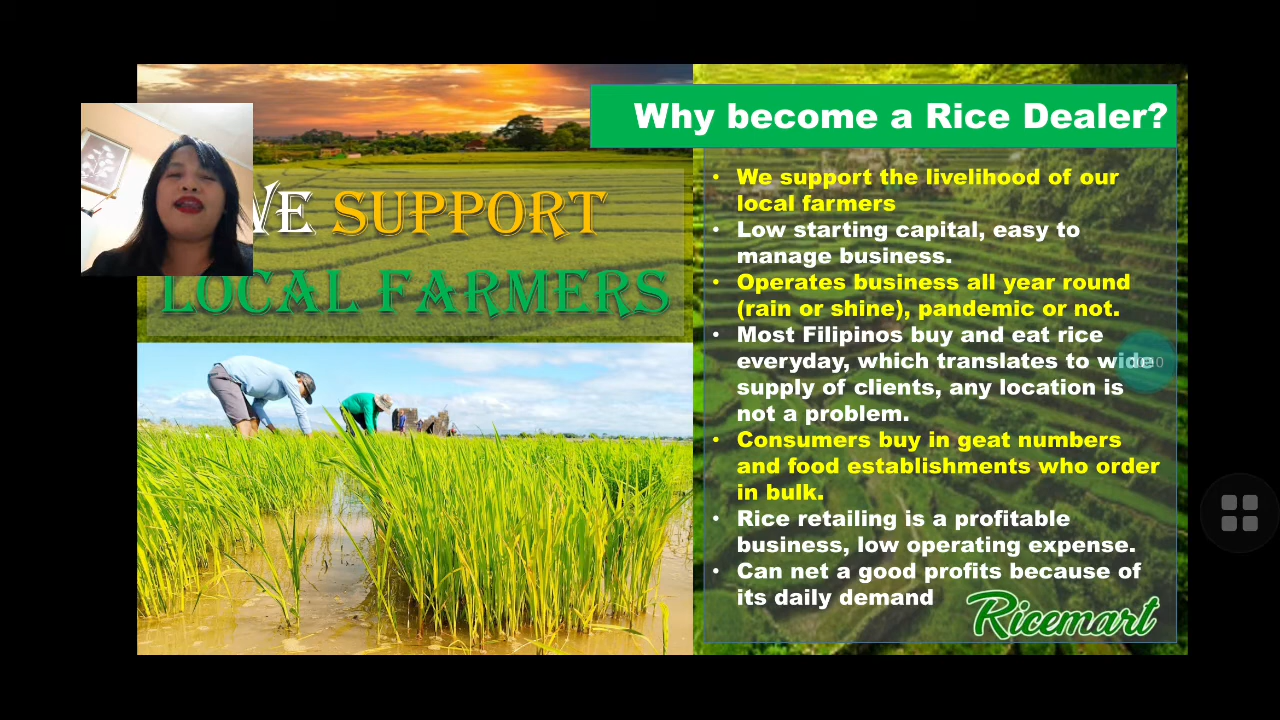 WE SUPPORT
LOCAL FARMERS
Why become a Rice Dealer?
• We support the livelihood of our
local farmers
• Low starting capital, easy to
manage business.
• Operates business all year round
(rain or shine), pandemic or not.
• Most Filipinos buy and eat rice
everyday, which translates to wide
supply of clients, any location is
not a problem.
• Consumers buy in geat numbers
and food establishments who order
in bulk.
• Rice retailing is a profitable
business, low operating expense.
• Can net a good profits because of
its daily demand
Ricemart